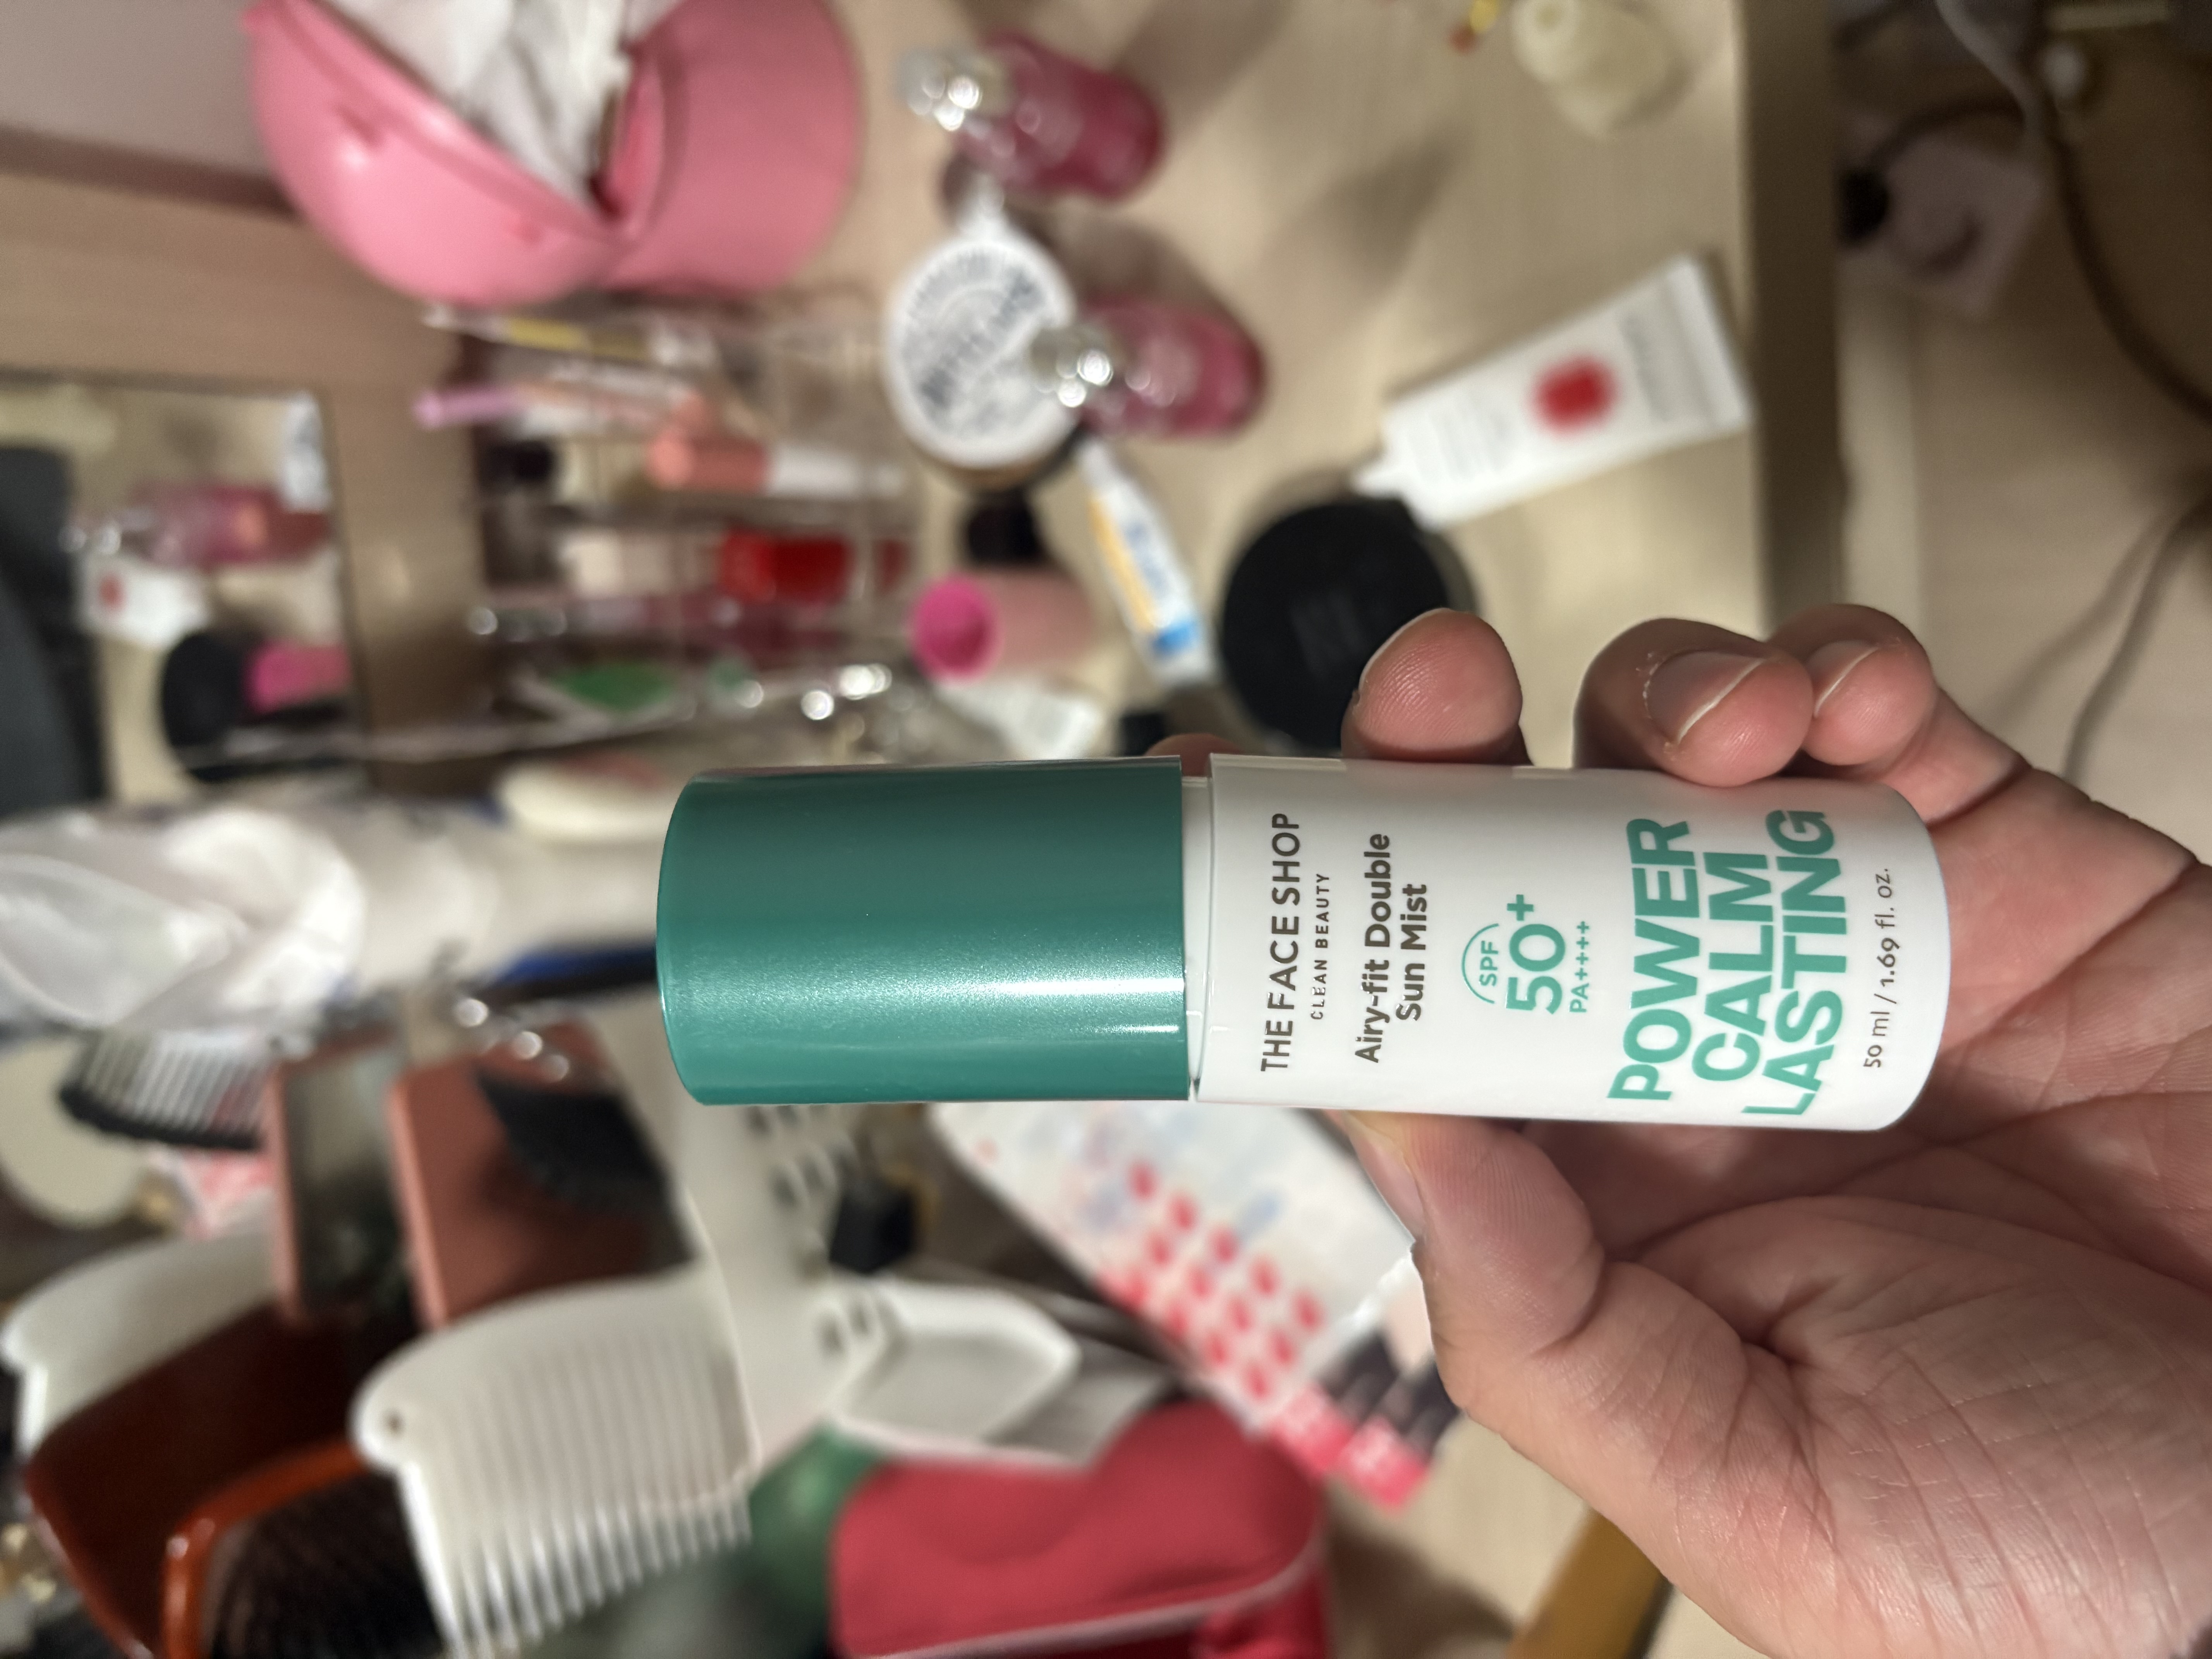 THE FACE SHOP
CLEAN BEAUTY
Airy-fit Double
Sun Mist
SPF
50+
PA++++
POWER
CALM
LASTING
50 ml / 1.69 fl. oz.